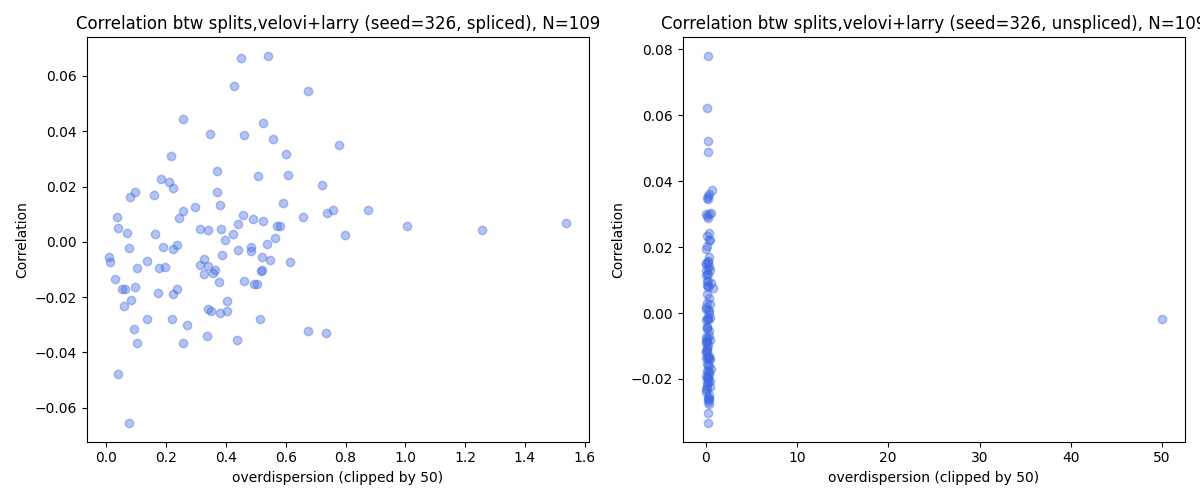 Correlation btw splits,velovi+larry (seed=326, spliced), N=109
Correlation
0.06
0.04
0.02
0.00
−0.02
−0.04
−0.06
0.0 0.2 0.4 0.6 0.8 1.0 1.2 1.4 1.6
overdispersion (clipped by 50)
Correlation btw splits,velovi+larry (seed=326, unspliced), N=109
Correlation
0.08
0.06
0.04
0.02
0.00
−0.02
0 10 20 30 40 50
overdispersion (clipped by 50)